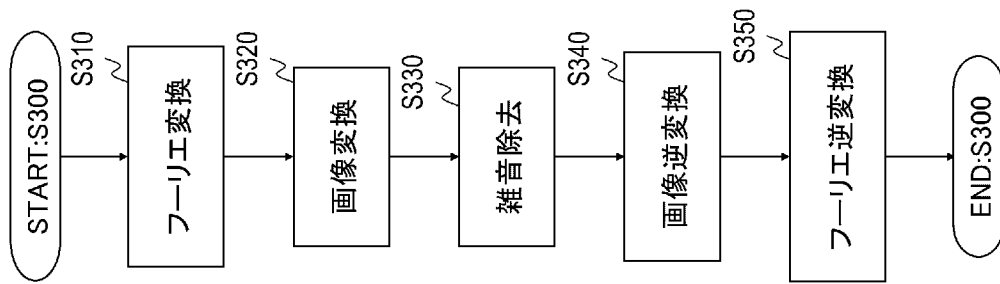 START:S300
S310
フーリエ変換
S320
画像変換
S330
雑音除去
S340
画像逆変換
S350
フーリエ逆変換
END:S300